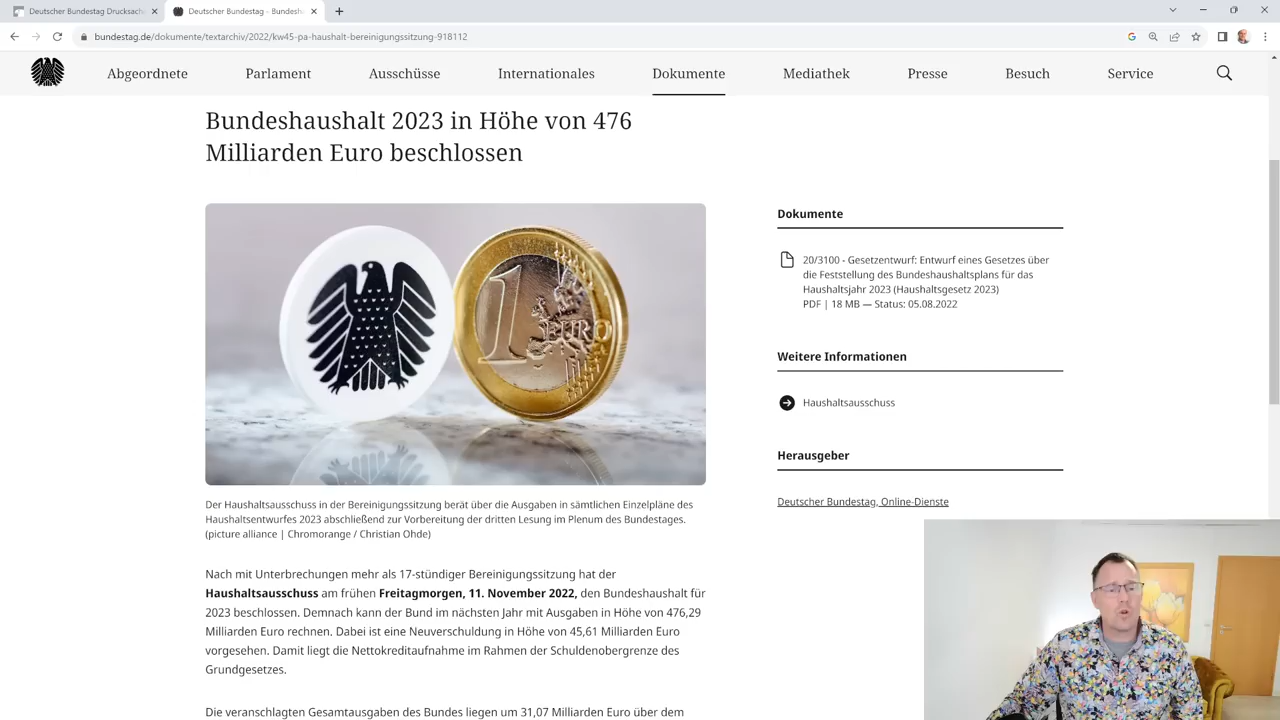 Deutscher Bundestag Drucksach
Deutscher Bundestag - Bundesh
bundestag.de/dokumente/textarchiv/2022/kw45-pa-haushalt-bereinigungssitzung-918112
Abgeordnete Parlament Ausschüsse Internationales Dokumente Mediathek Presse Besuch Service
Bundeshaushalt 2023 in Höhe von 476
Milliarden Euro beschlossen
1 EURO
Der Haushaltsausschuss in der Bereinigungssitzung berät über die Ausgaben in sämtlichen Einzelpläne des
Haushaltsentwurfes 2023 abschließend zur Vorbereitung der dritten Lesung im Plenum des Bundestages.
(picture alliance | Chromorange / Christian Ohde)
Nach mit Unterbrechungen mehr als 17-stündiger Bereinigungssitzung hat der
Haushaltsausschuss am frühen Freitagmorgen, 11. November 2022, den Bundeshaushalt für
2023 beschlossen. Demnach kann der Bund im nächsten Jahr mit Ausgaben in Höhe von 476,29
Milliarden Euro rechnen. Dabei ist eine Neuverschuldung in Höhe von 45,61 Milliarden Euro
vorgesehen. Damit liegt die Nettokreditaufnahme im Rahmen der Schuldenobergrenze des
Grundgesetzes.
Die veranschlagten Gesamtausgaben des Bundes liegen um 31,07 Milliarden Euro über dem
Dokumente
20/3100 - Gesetzentwurf: Entwurf eines Gesetzes über
die Feststellung des Bundeshaushaltsplans für das
Haushaltsjahr 2023 (Haushaltsgesetz 2023)
PDF | 18 MB — Status: 05.08.2022
Weitere Informationen
Haushaltsausschuss
Herausgeber
Deutscher Bundestag, Online-Dienste